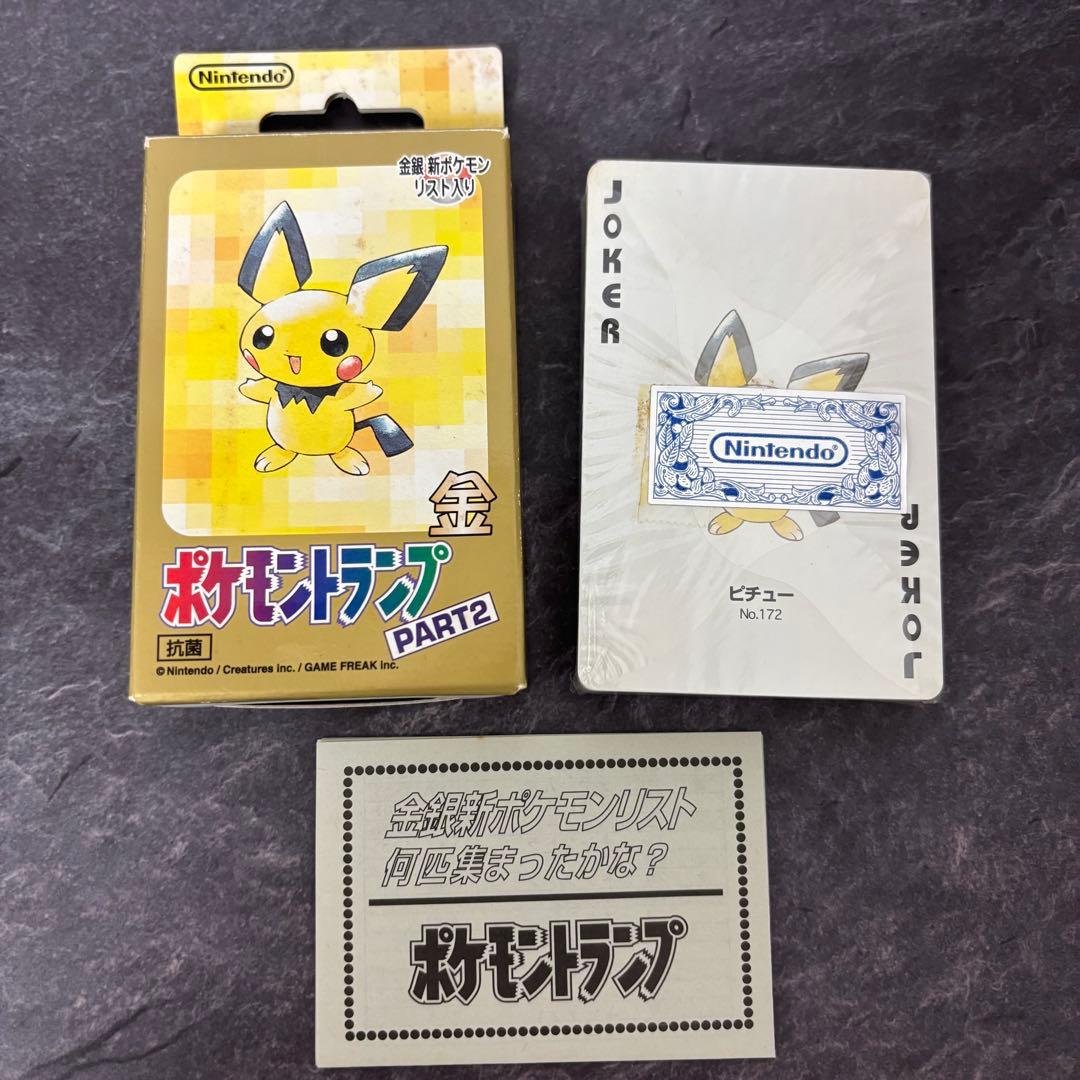 Nintendo
金銀 新ポケモン
リスト入り
金
ポケモントランプ
PART2
抗菌
©Nintendo / Creatures inc. / GAME FREAK inc.
JOKER
Nintendo
ピチュー
No.172
JOKER
金銀新ポケモンリスト
何匹集まったかな?
ポケモントランプ